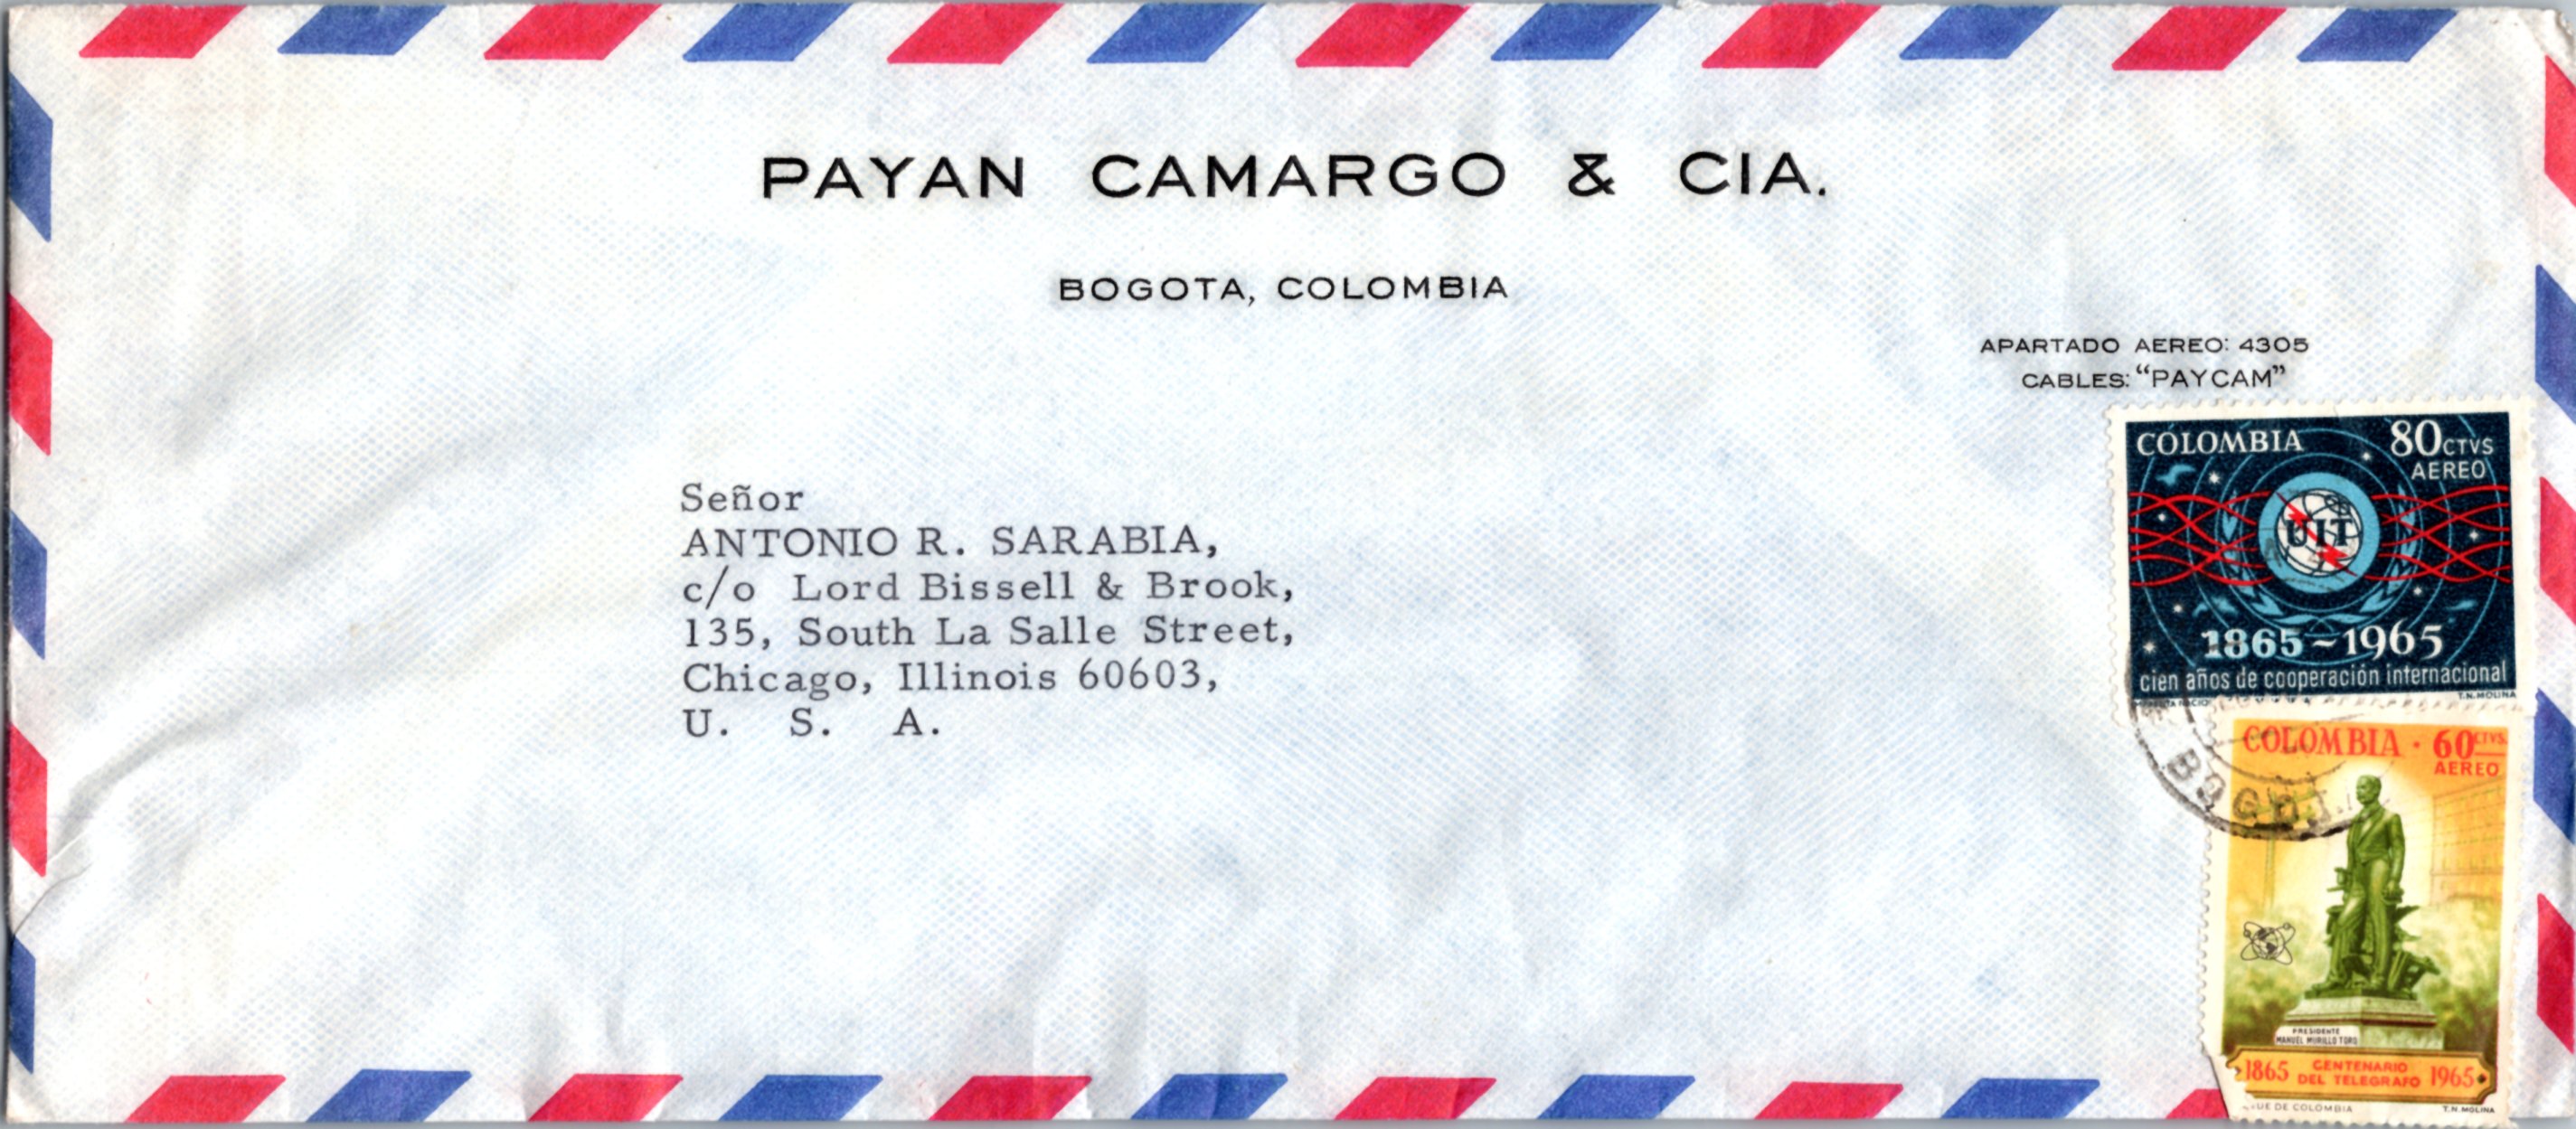 PAYAN CAMARGO & CIA.
BOGOTA, COLOMBIA
APARTADO AEREO: 4305
CABLES: “PAYCAM”
Señor
ANTONIO R. SARABIA,
c/o Lord Bissell & Brook,
135, South La Salle Street,
Chicago, Illinois 60603,
U. S. A.
COLOMBIA 80 CTVS
AEREO
UIT
1865-1965
cien años de cooperación internacional
T.N.MOLINA
COLOMBIA · 60 CTVS.
AEREO
PRESIDENTE
MANUEL MURILLO TORO
1865 CENTENARIO DEL TELEGRAFO 1965
DE COLOMBIA T.N.MOLINA